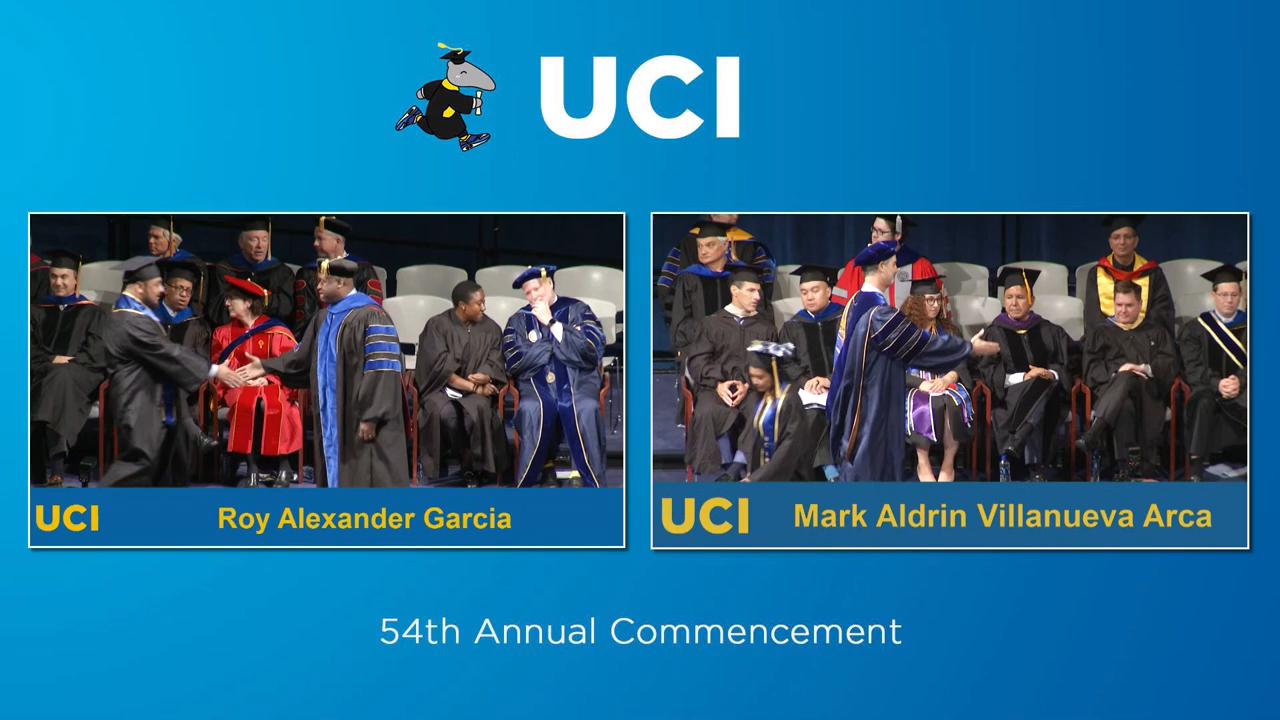 UCI
UCI
Roy Alexander Garcia
UCI
Mark Aldrin Villanueva Arca
54th Annual Commencement